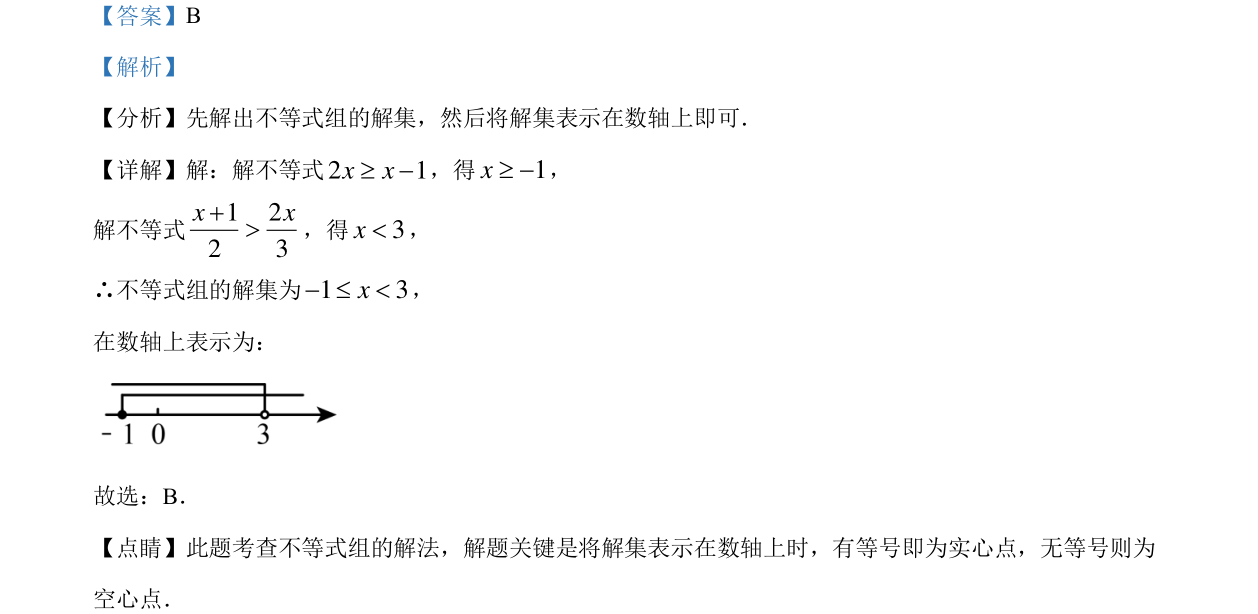 【答案】B
【解析】
【分析】先解出不等式组的解集，然后将解集表示在数轴上即可．
【详解】解：解不等式 2x ≥ x−1，得 x ≥ −1，
解不等式 \frac{x+1}{2} > \frac{2x}{3}，得 x < 3，
∴不等式组的解集为 −1 ≤ x < 3，
在数轴上表示为：
-1 0 3
故选：B．
【点睛】此题考查不等式组的解法，解题关键是将解集表示在数轴上时，有等号即为实心点，无等号则为
空心点．